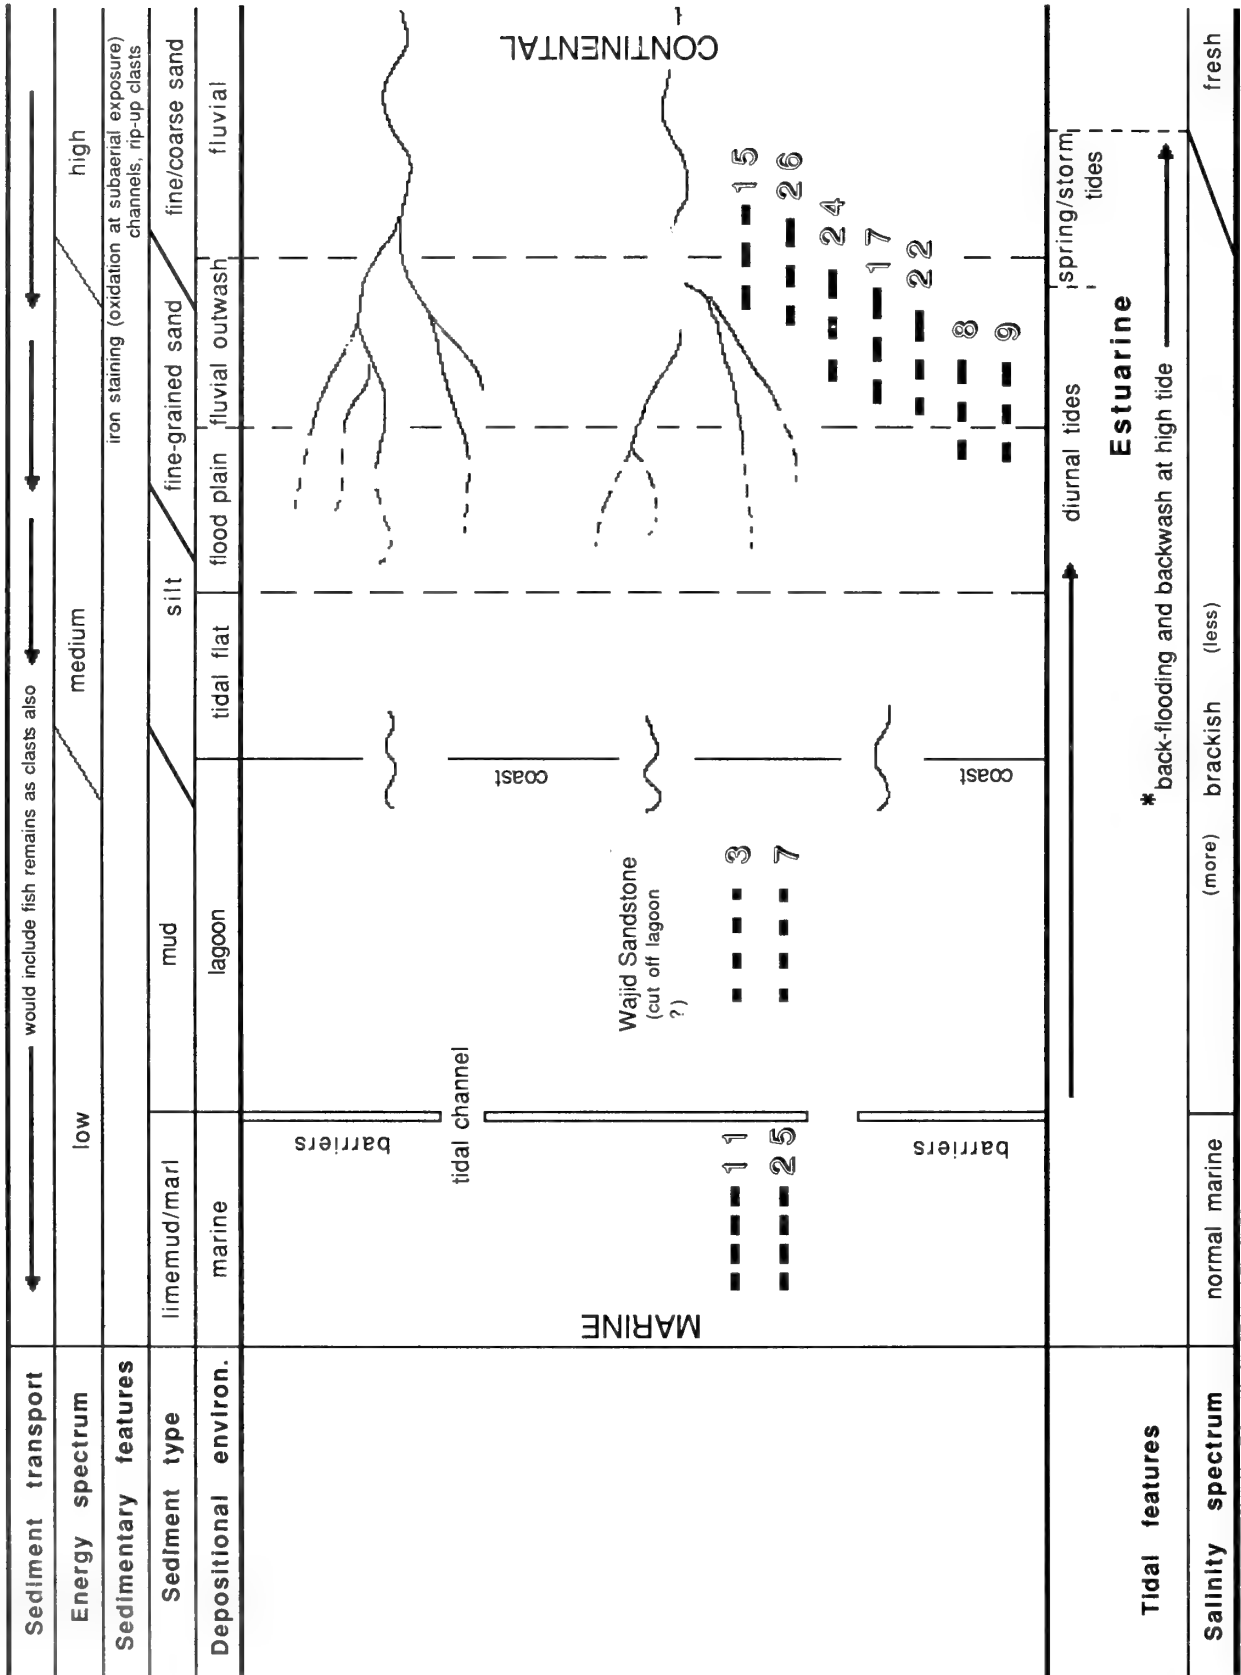 Sediment transport
would include fish remains as clasts also
Energy spectrum
low
medium
high
Sedimentary features
iron staining (oxidation at subaerial exposure)
channels, rip-up clasts
Sediment type
limemud/marl
mud
silt
fine-grained sand
fine/coarse sand
Depositional environ.
marine
lagoon
tidal flat
flood plain
fluvial outwash
fluvial
MARINE
CONTINENTAL
barriers
tidal channel
barriers
coast
coast
Wajid Sandstone
(cut off lagoon
?)
11
25
3
7
15
26
24
17
22
8
9
Tidal features
diurnal tides
spring/storm
tides
Estuarine
*back-flooding and backwash at high tide
Salinity spectrum
normal marine
(more) brackish (less)
fresh